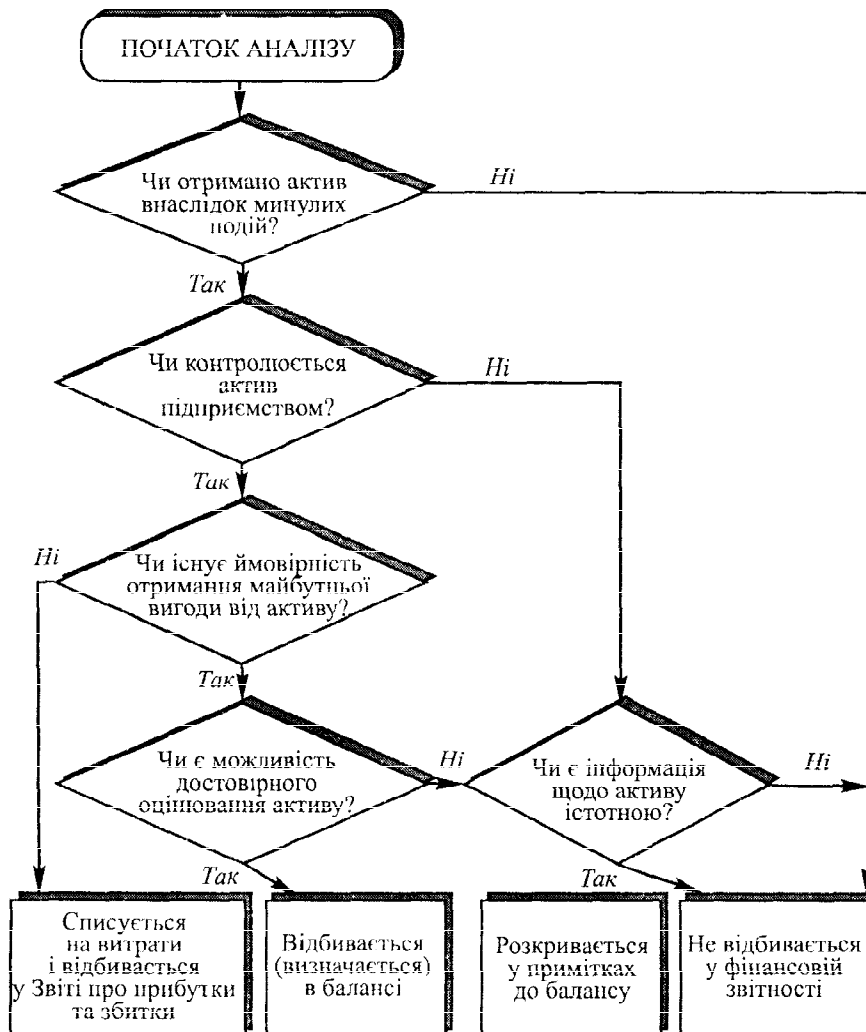 ПОЧАТОК АНАЛІЗУ
Чи отримано актив
внаслідок минулих
подій?
Ні
Так
Чи контролюється
актив
підприємством?
Ні
Так
Ні
Чи існує ймовірність
отримання майбутньої
вигоди від активу?
Так
Чи є можливість
достовірного
оцінювання активу?
Ні
Чи є інформація
щодо активу
істотною?
Ні
Так
Так
Списується
на витрати
і відбивається
у Звіті про прибутки
та збитки
Відбивається
(визначається)
в балансі
Розкривається
у примітках
до балансу
Не відбивається
у фінансовій
звітності